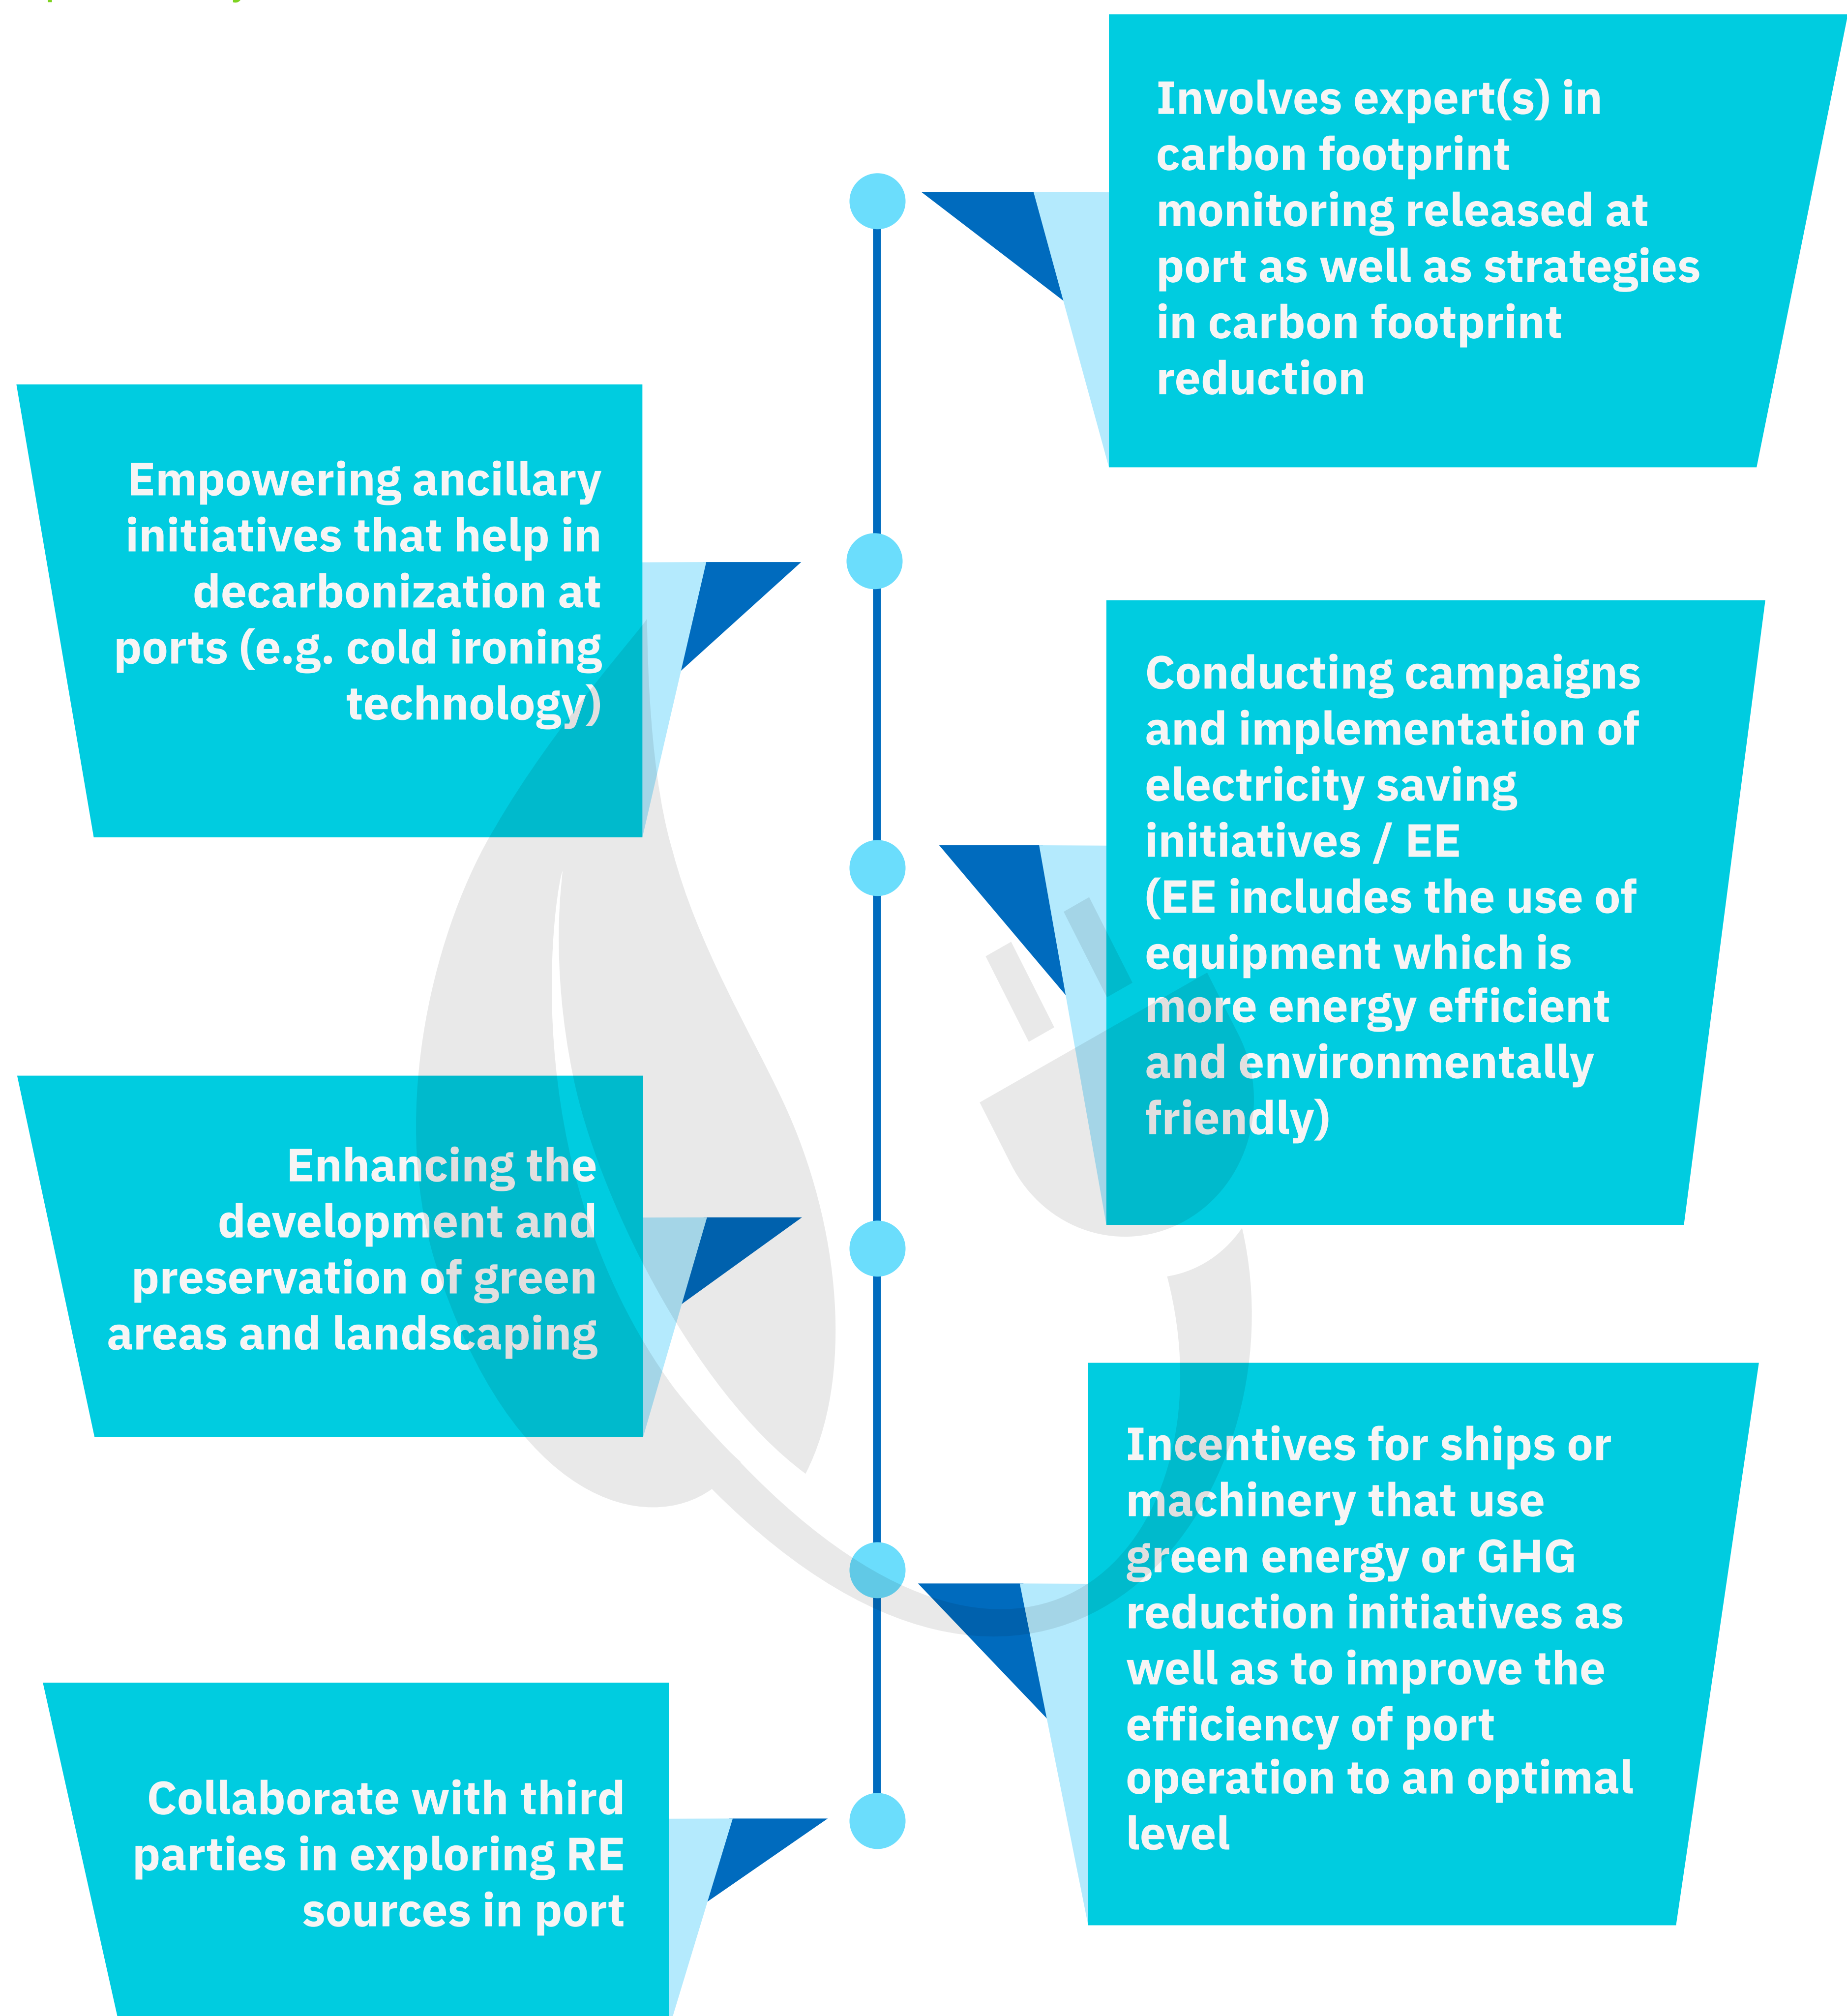 Involves expert(s) in
carbon footprint
monitoring released at
port as well as strategies
in carbon footprint
reduction
Empowering ancillary
initiatives that help in
decarbonization at
ports (e.g. cold ironing
technology)
Conducting campaigns
and implementation of
electricity saving
initiatives / EE
(EE includes the use of
equipment which is
more energy efficient
and environmentally
friendly)
Enhancing the
development and
preservation of green
areas and landscaping
Incentives for ships or
machinery that use
green energy or GHG
reduction initiatives as
well as to improve the
efficiency of port
operation to an optimal
level
Collaborate with third
parties in exploring RE
sources in port